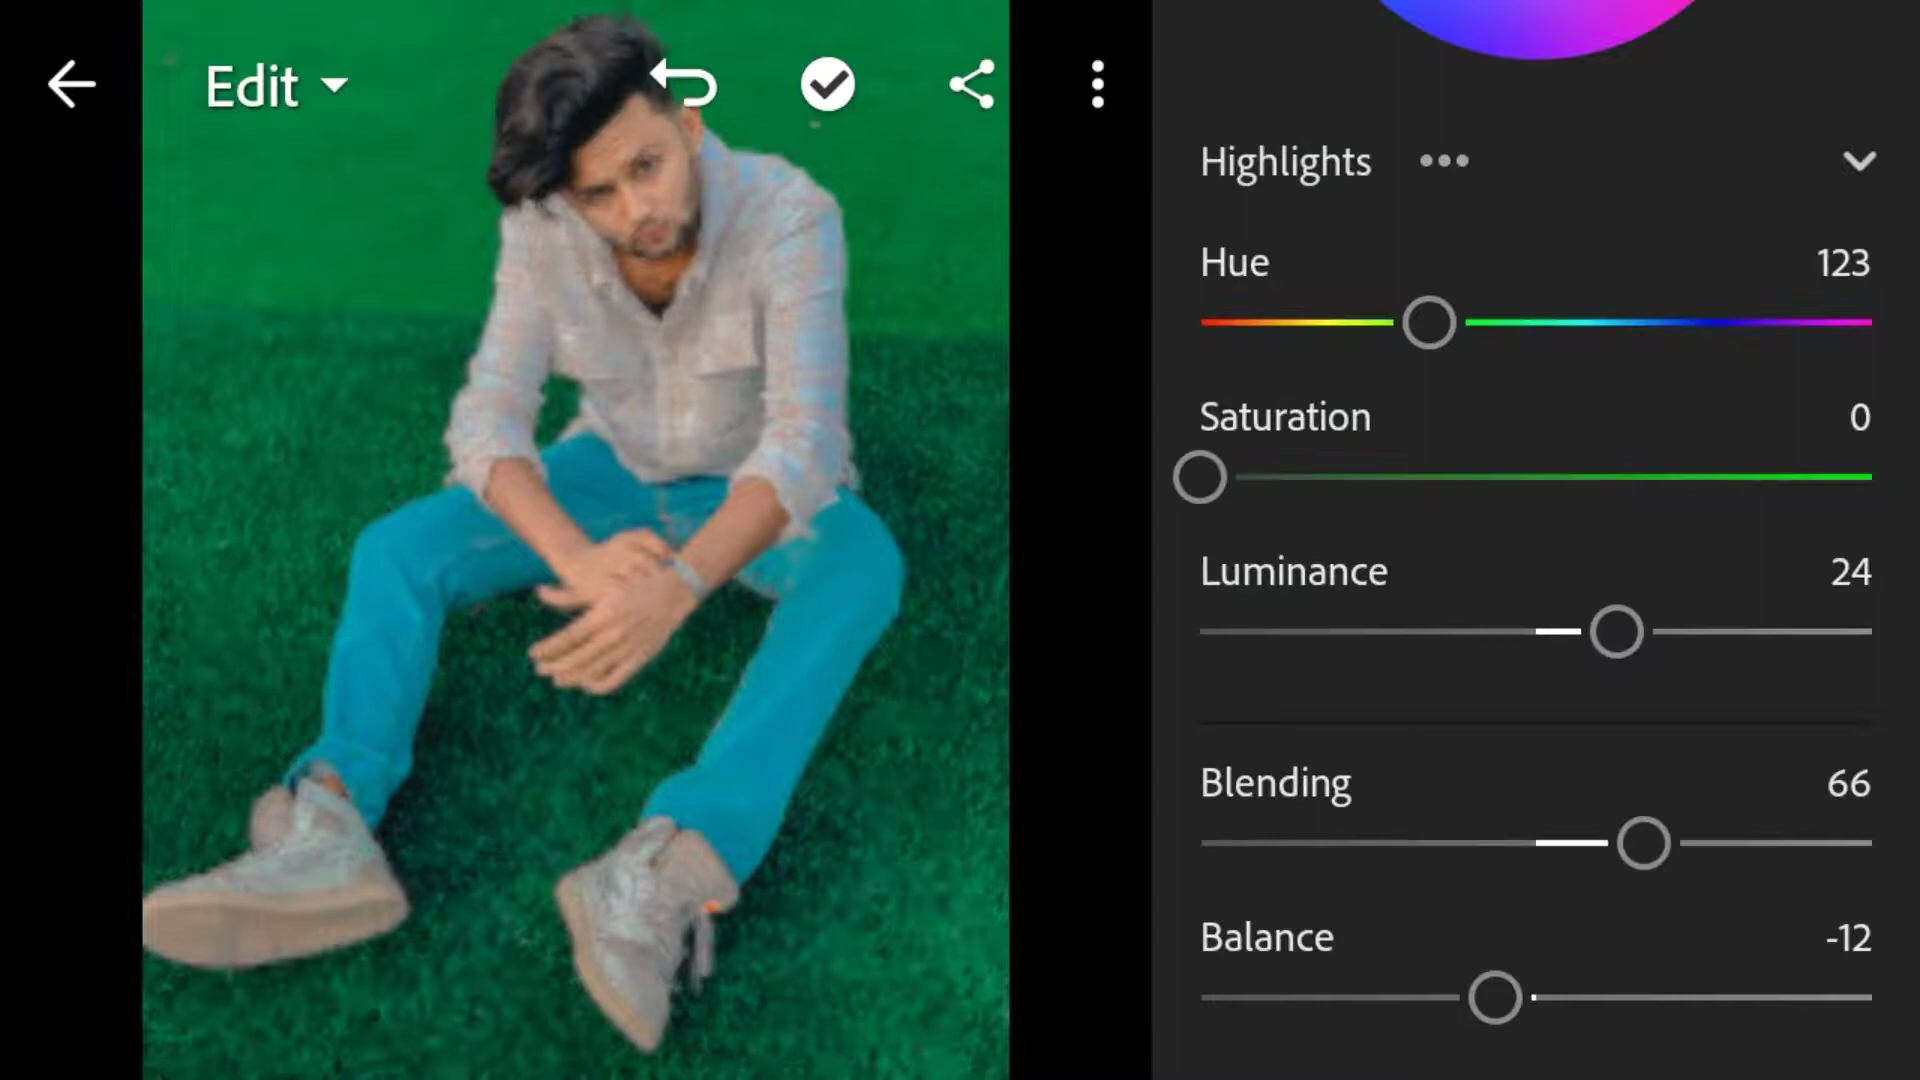 Edit
Highlights
Hue 123
Saturation 0
Luminance 24
Blending 66
Balance -12